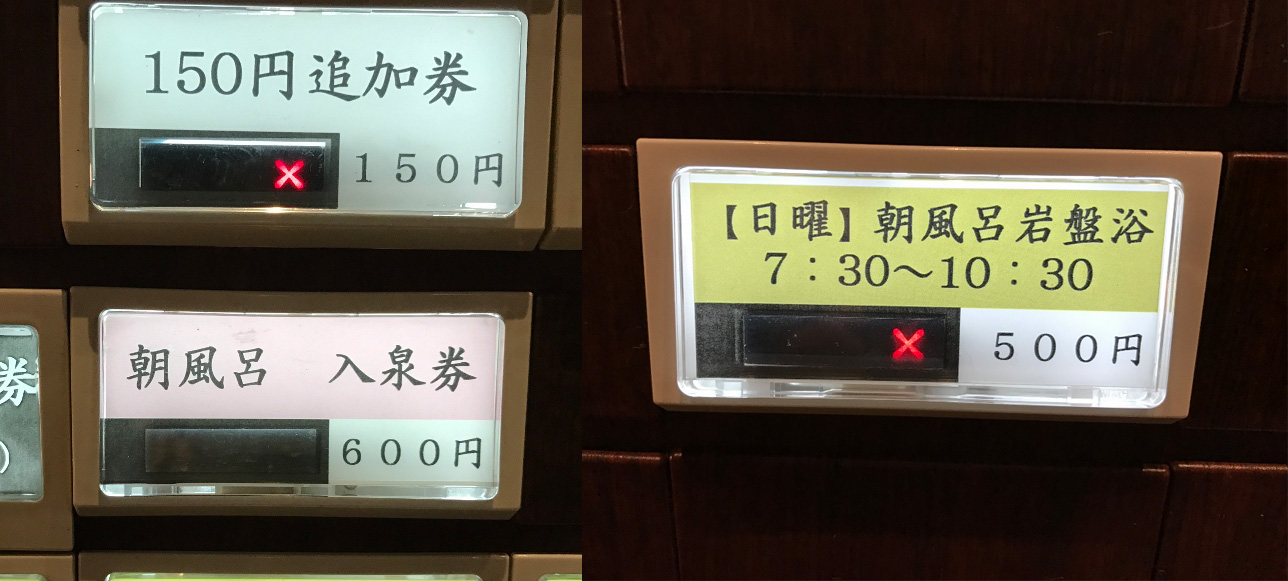 150円追加券
× 150円
朝風呂 入泉券
600円
券
)
【日曜】朝風呂岩盤浴
7:30～10:30
× 500円